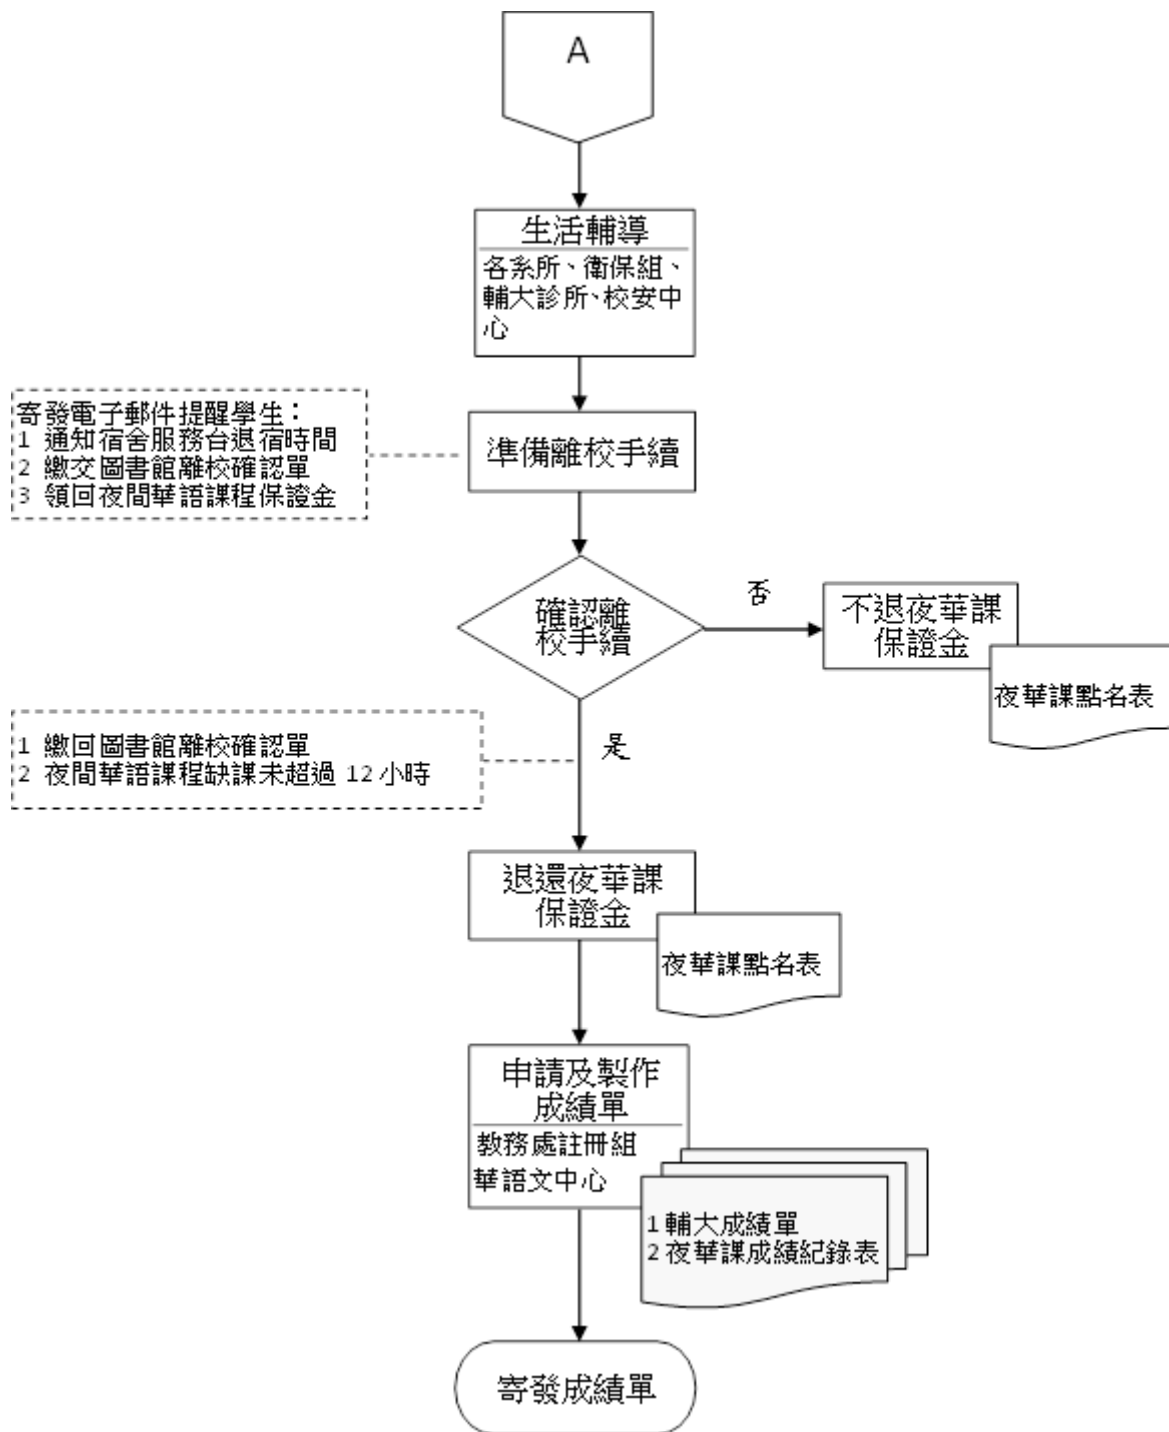 A
生活輔導
各系所、衛保組、
輔大診所、校安中
心
寄發電子郵件提醒學生：
1 通知宿舍服務台退宿時間
2 繳交圖書館離校確認單
3 領回夜間華語課程保證金
準備離校手續
確認離
校手續
否
不退夜華課
保證金
夜華課點名表
1 繳回圖書館離校確認單
2 夜間華語課程缺課未超過 12 小時
是
退還夜華課
保證金
夜華課點名表
申請及製作
成績單
教務處註冊組
華語文中心
1 輔大成績單
2 夜華課成績紀錄表
寄發成績單